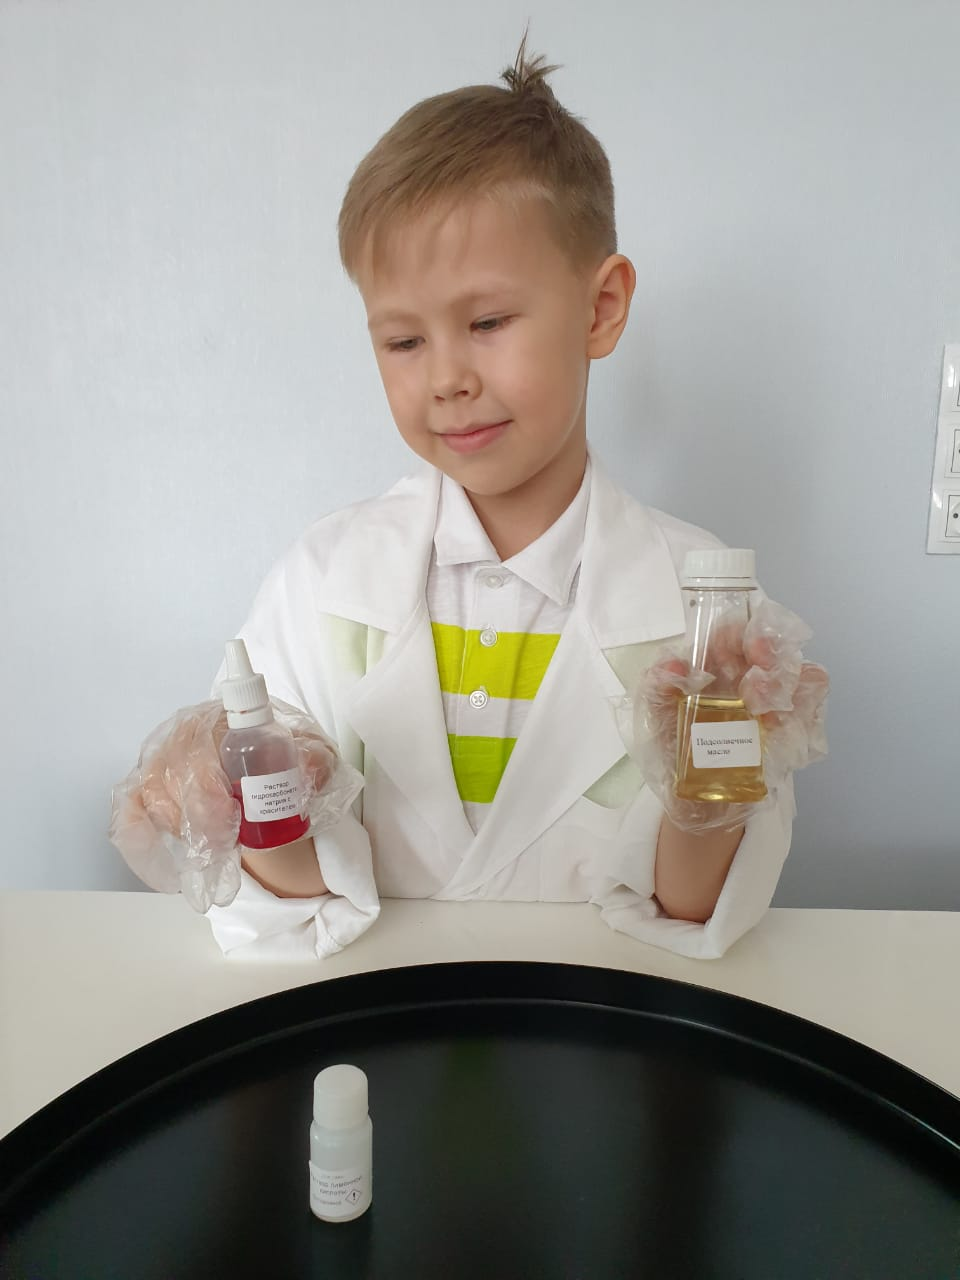 Раствор
гидрокарбоната
натрия с
красителем
Подсолнечное
масло
лимонной
кислоты